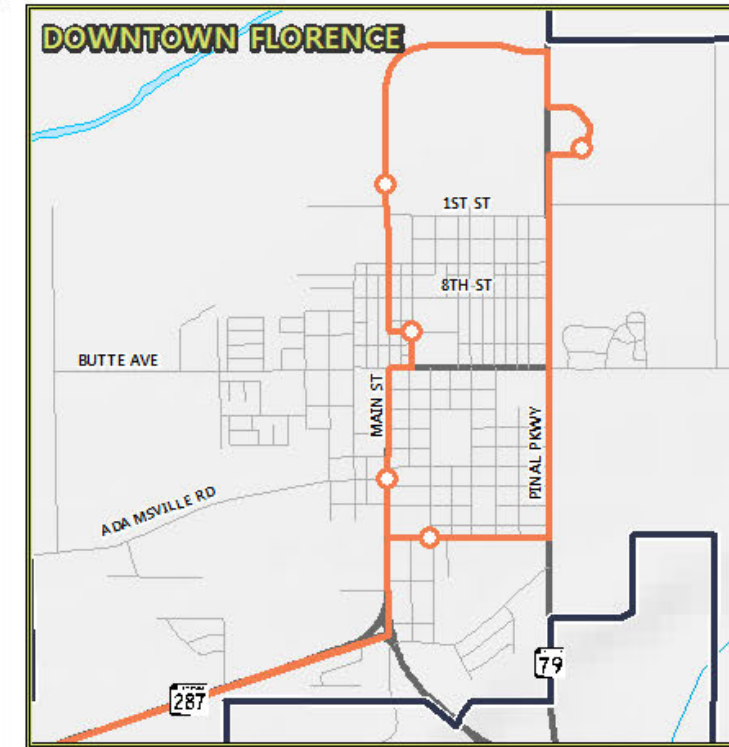 DOWNTOWN FLORENCE
1ST ST
8TH ST
BUTTE AVE
MAIN ST
PINAL PKWY
ADAMSVILLE RD
79
287